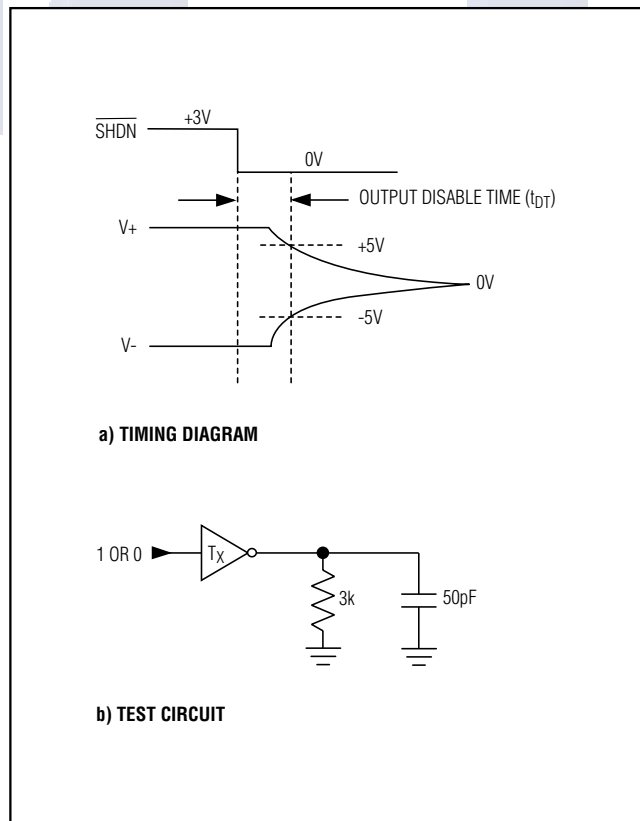 +3V
SHDN
0V
OUTPUT DISABLE TIME (tDT)
V+
+5V
0V
-5V
V-
a) TIMING DIAGRAM
1 OR 0
TX
3k
50pF
b) TEST CIRCUIT